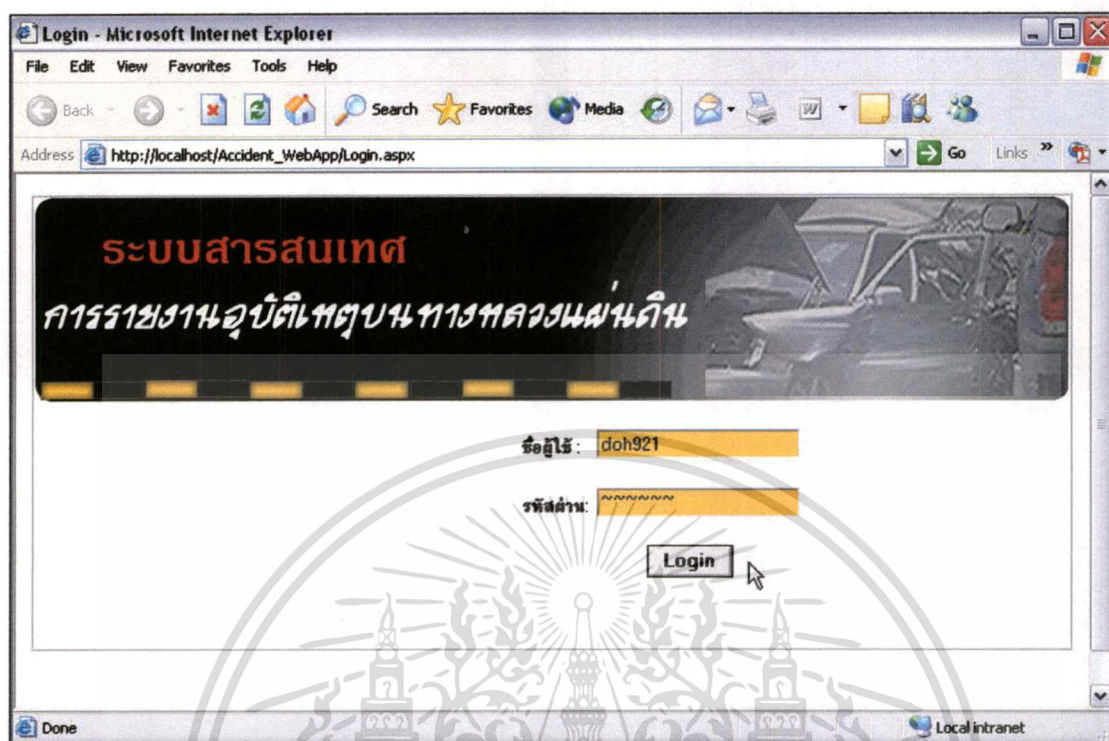 Login - Microsoft Internet Explorer
File Edit View Favorites Tools Help
Back Search Favorites Media
Address http://localhost/Accident_WebApp/Login.aspx Go Links »
ระบบสารสนเทศ
การรายงานอุบัติเหตุบนทางหลวงแผ่นดิน
ชื่อผู้ใช้ : doh921
รหัสผ่าน: ~~~~~~
Login
Done Local intranet